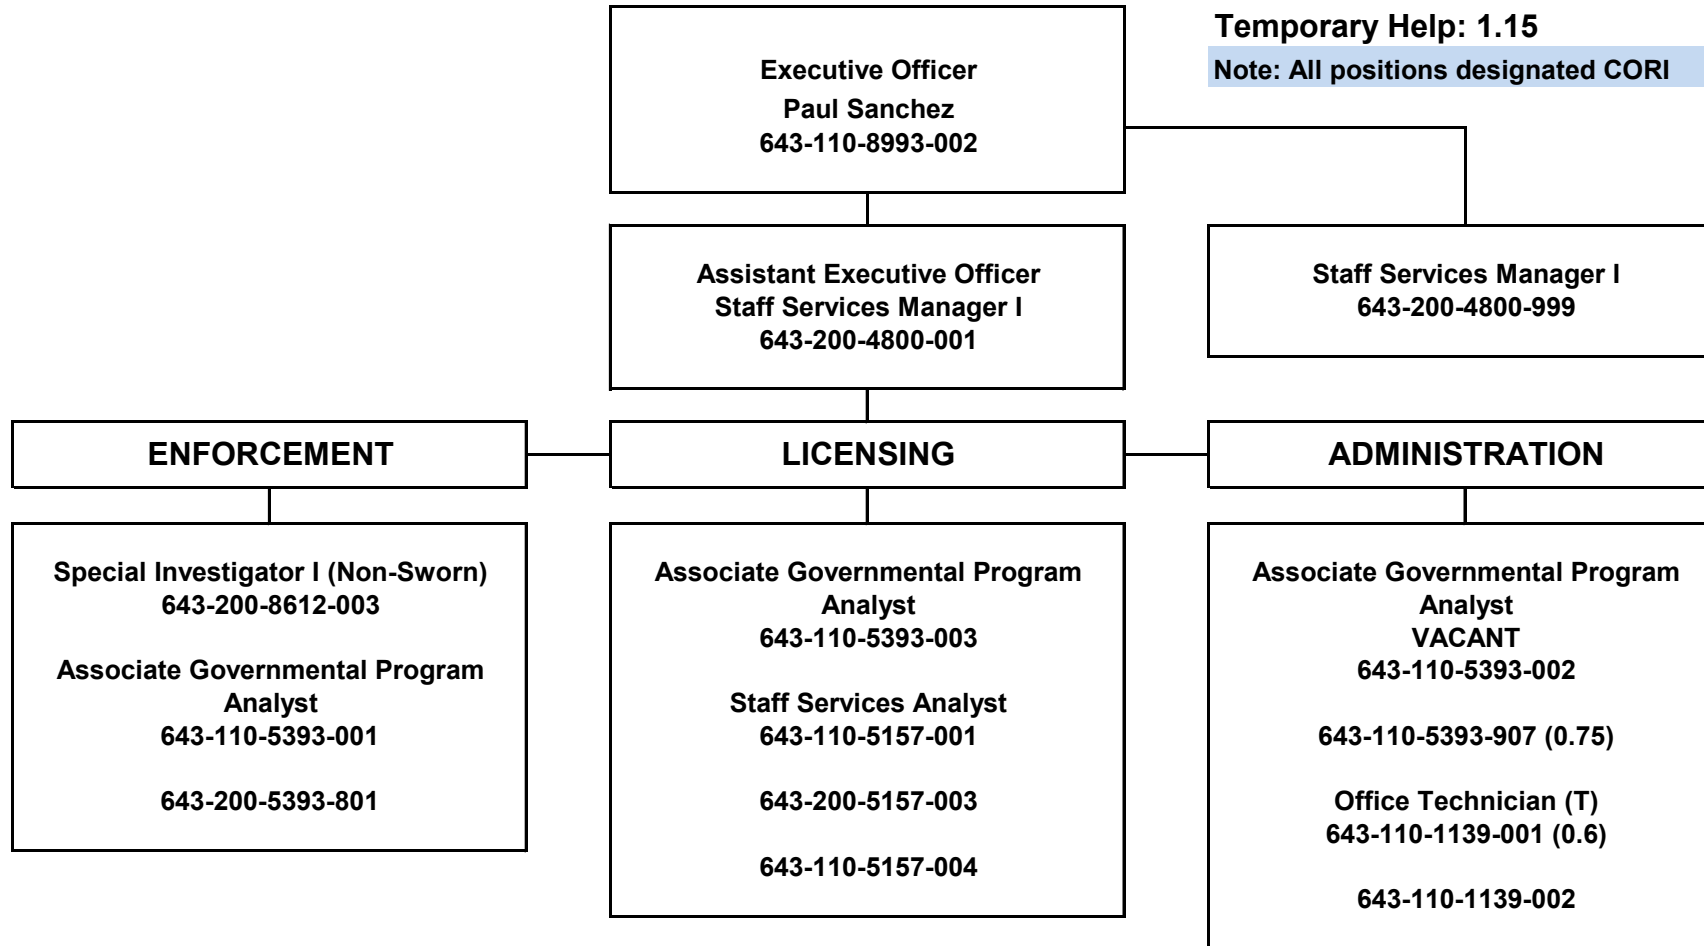 Temporary Help: 1.15
Note: All positions designated CORI
Executive Officer
Paul Sanchez
643-110-8993-002
Assistant Executive Officer
Staff Services Manager I
643-200-4800-001
Staff Services Manager I
643-200-4800-999
ENFORCEMENT
LICENSING
ADMINISTRATION
Special Investigator I (Non-Sworn)
643-200-8612-003
Associate Governmental Program
Analyst
643-110-5393-001
643-200-5393-801
Associate Governmental Program
Analyst
643-110-5393-003
Staff Services Analyst
643-110-5157-001
643-200-5157-003
643-110-5157-004
Associate Governmental Program
Analyst
VACANT
643-110-5393-002
643-110-5393-907 (0.75)
Office Technician (T)
643-110-1139-001 (0.6)
643-110-1139-002